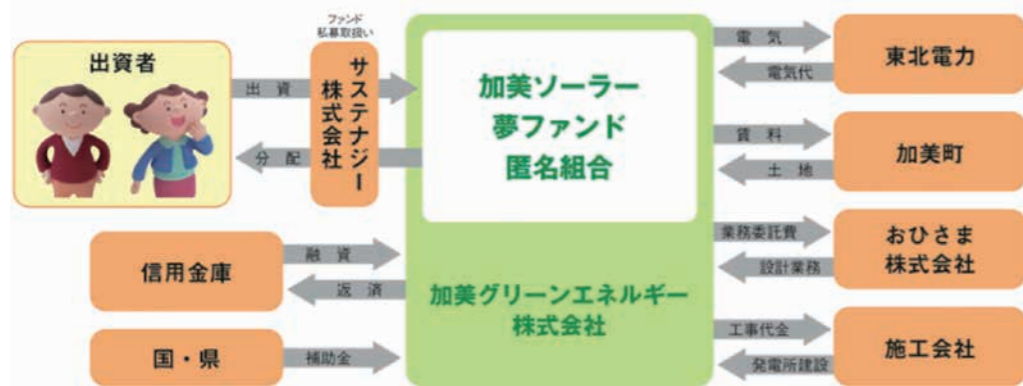 出資者
出資
分配
ファンド
私募取扱い
サステナジー
株式会社
信用金庫
融資
返済
国・県
補助金
加美ソーラー
夢ファンド
匿名組合
加美グリーンエネルギー
株式会社
電気
電気代
東北電力
賃料
土地
加美町
業務委託費
設計業務
おひさま
株式会社
工事代金
発電所建設
施工会社